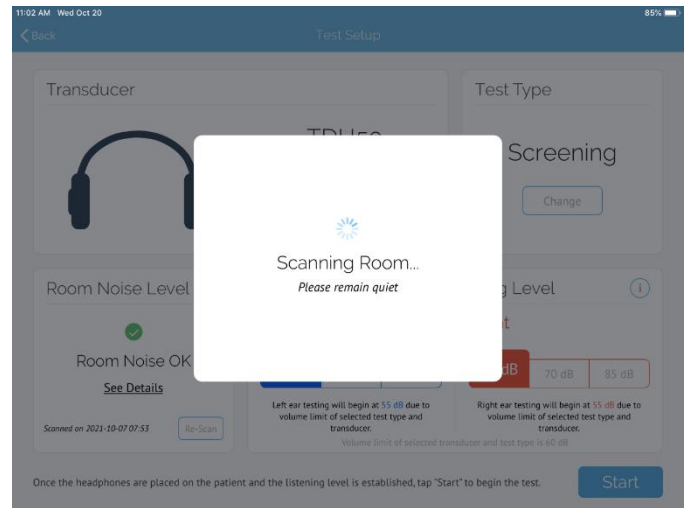 11:02 AM Wed Oct 20
85%
Back
Test Setup
Transducer
Test Type
Screening
Change
Scanning Room...
Please remain quiet
Room Noise Level
Level
Room Noise OK
See Details
dB
70 dB
85 dB
Left ear testing will begin at 55 dB due to
volume limit of selected test type and
transducer.
Right ear testing will begin at 55 dB due to
volume limit of selected test type and
transducer.
Scanned on 2021-10-07 07:53
Re-Scan
Volume limit of selected transducer and test type is 60 dB
Once the headphones are placed on the patient and the listening level is established, tap "Start" to begin the test.
Start